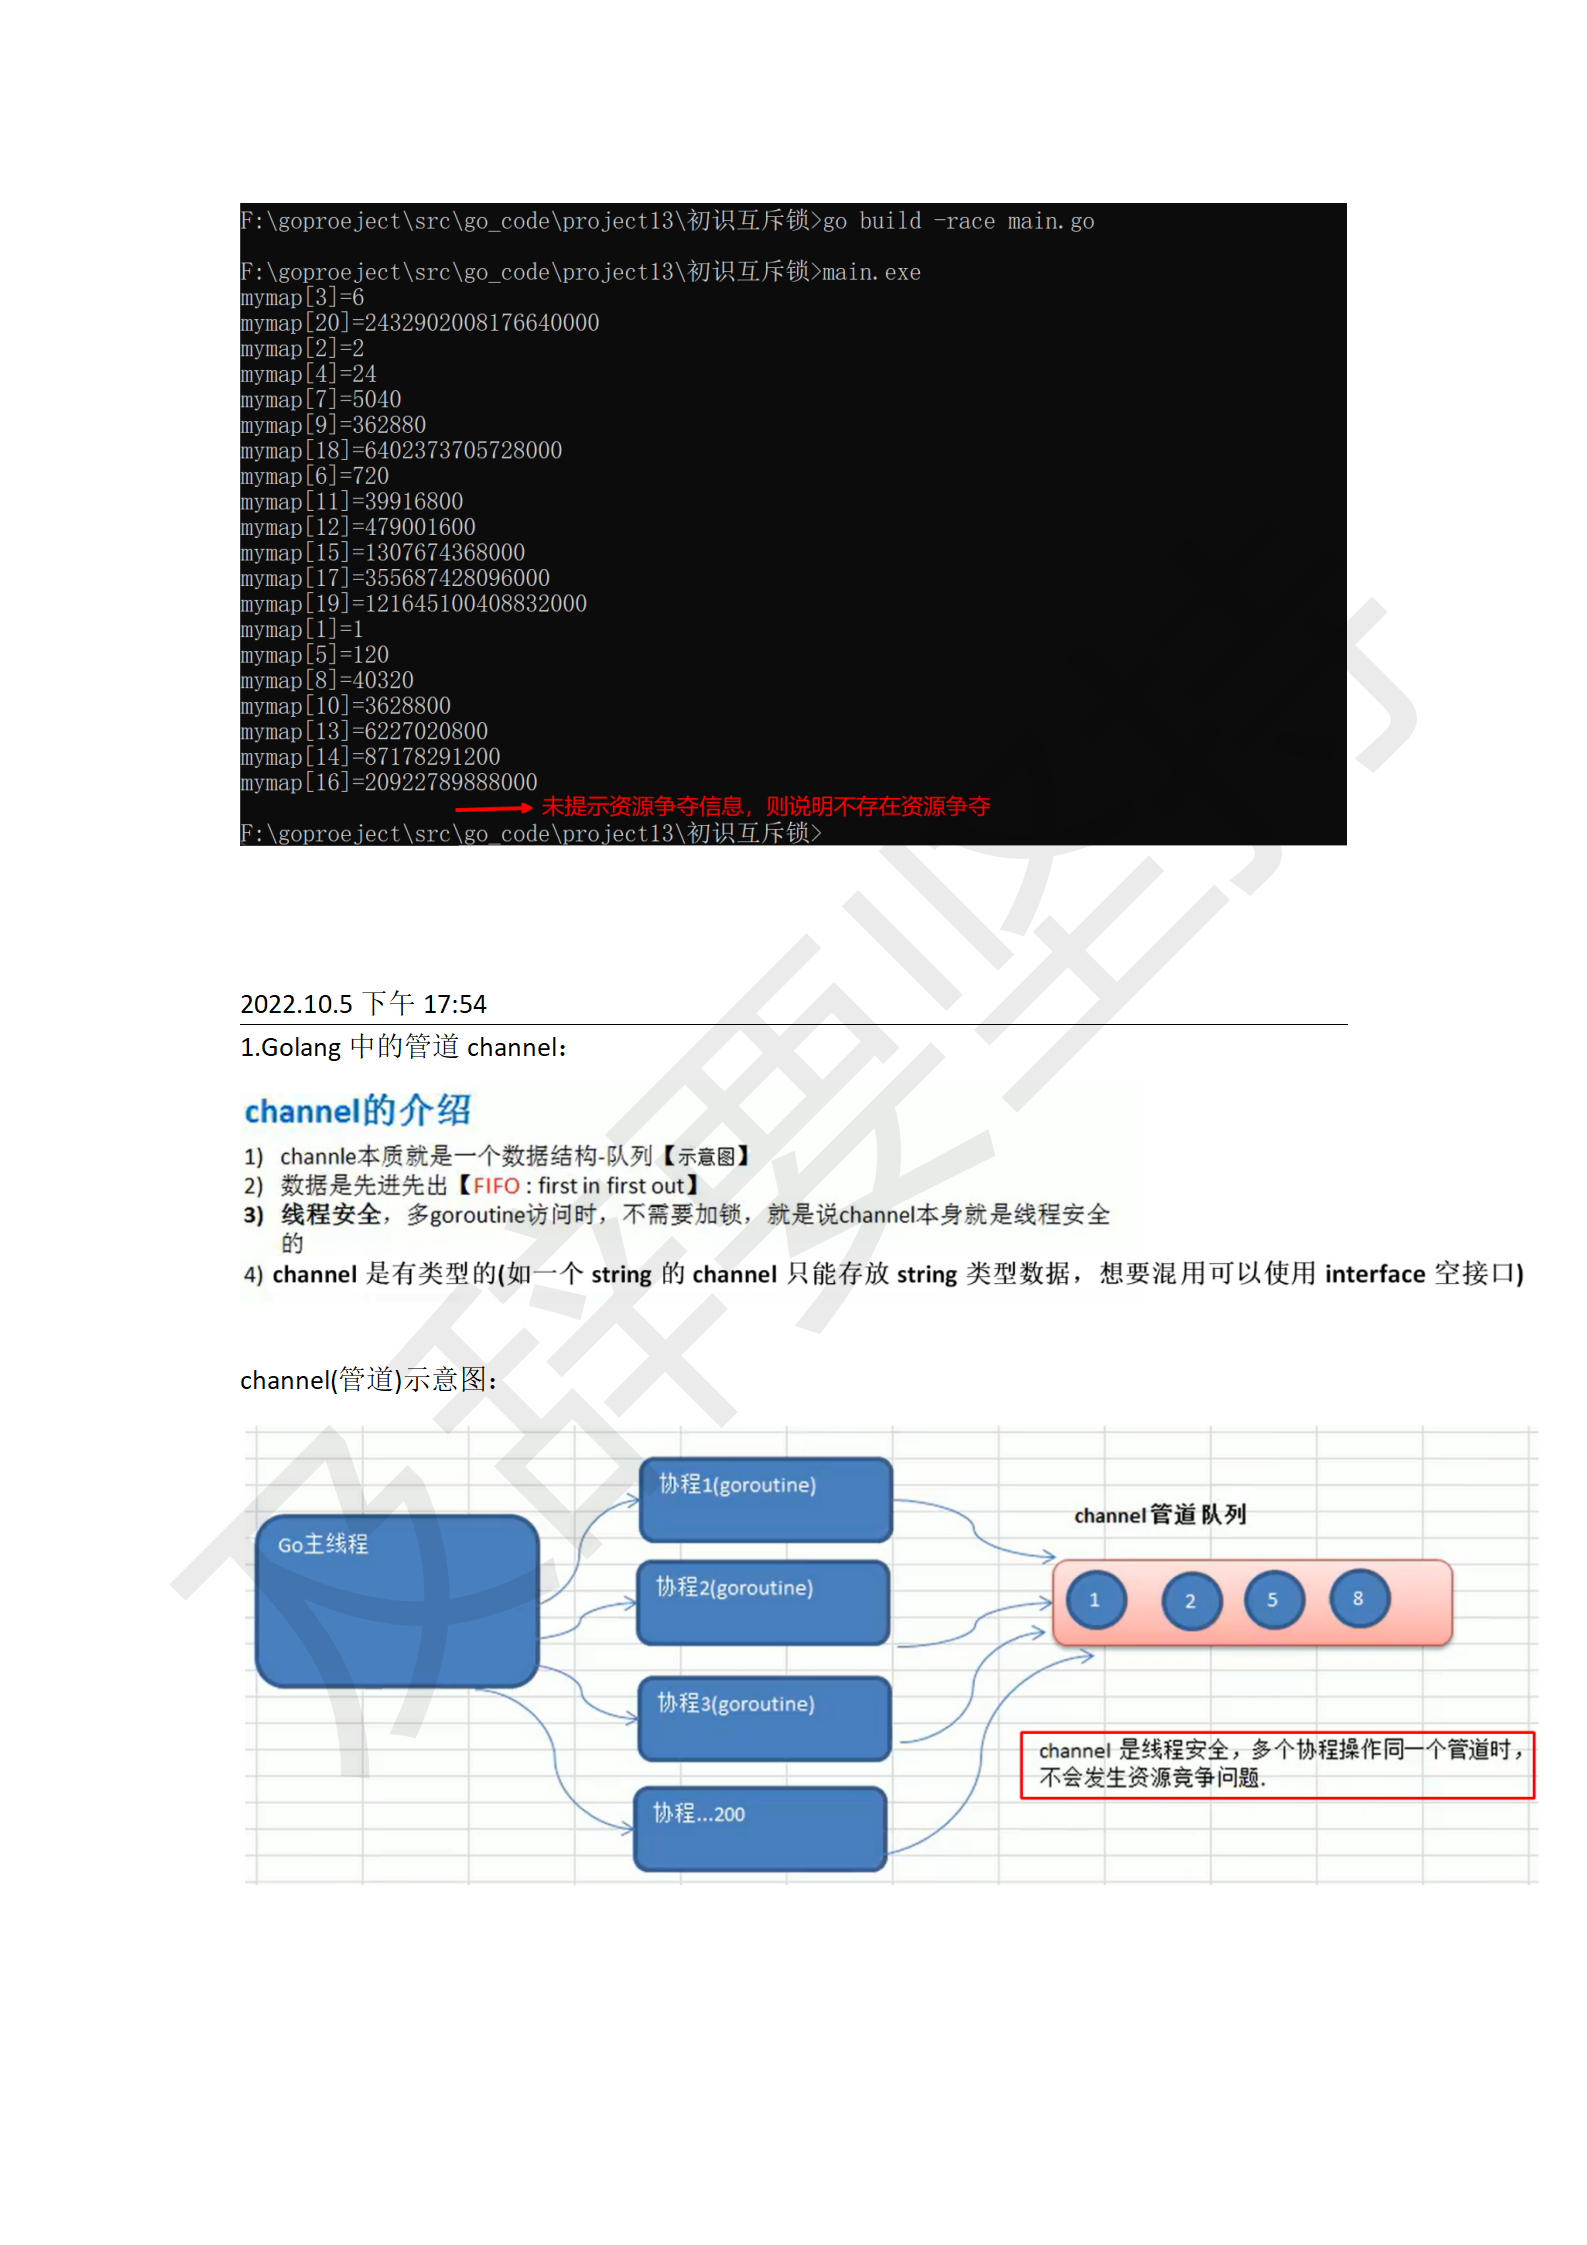 F:\goproeject\src\go_code\project13\初识互斥锁>go build -race main.go
F:\goproeject\src\go_code\project13\初识互斥锁>main.exe
mymap[3]=6
mymap[20]=2432902008176640000
mymap[2]=2
mymap[4]=24
mymap[7]=5040
mymap[9]=362880
mymap[18]=6402373705728000
mymap[6]=720
mymap[11]=39916800
mymap[12]=479001600
mymap[15]=1307674368000
mymap[17]=355687428096000
mymap[19]=121645100408832000
mymap[1]=1
mymap[5]=120
mymap[8]=40320
mymap[10]=3628800
mymap[13]=6227020800
mymap[14]=87178291200
mymap[16]=20922789888000
未提示资源争夺信息，则说明不存在资源争夺
F:\goproeject\src\go_code\project13\初识互斥锁>
2022.10.5 下午 17:54
1.Golang 中的管道 channel：
channel的介绍
1) channle本质就是一个数据结构-队列【示意图】
2) 数据是先进先出【FIFO : first in first out】
3) 线程安全，多goroutine访问时，不需要加锁，就是说channel本身就是线程安全
的
4) channel 是有类型的(如一个 string 的 channel 只能存放 string 类型数据，想要混用可以使用 interface 空接口)
channel(管道)示意图：
Go主线程
协程1(goroutine)
协程2(goroutine)
协程3(goroutine)
协程...200
channel管道队列
1 2 5 8
channel 是线程安全，多个协程操作同一个管道时，
不会发生资源竞争问题.
及辞要坚持